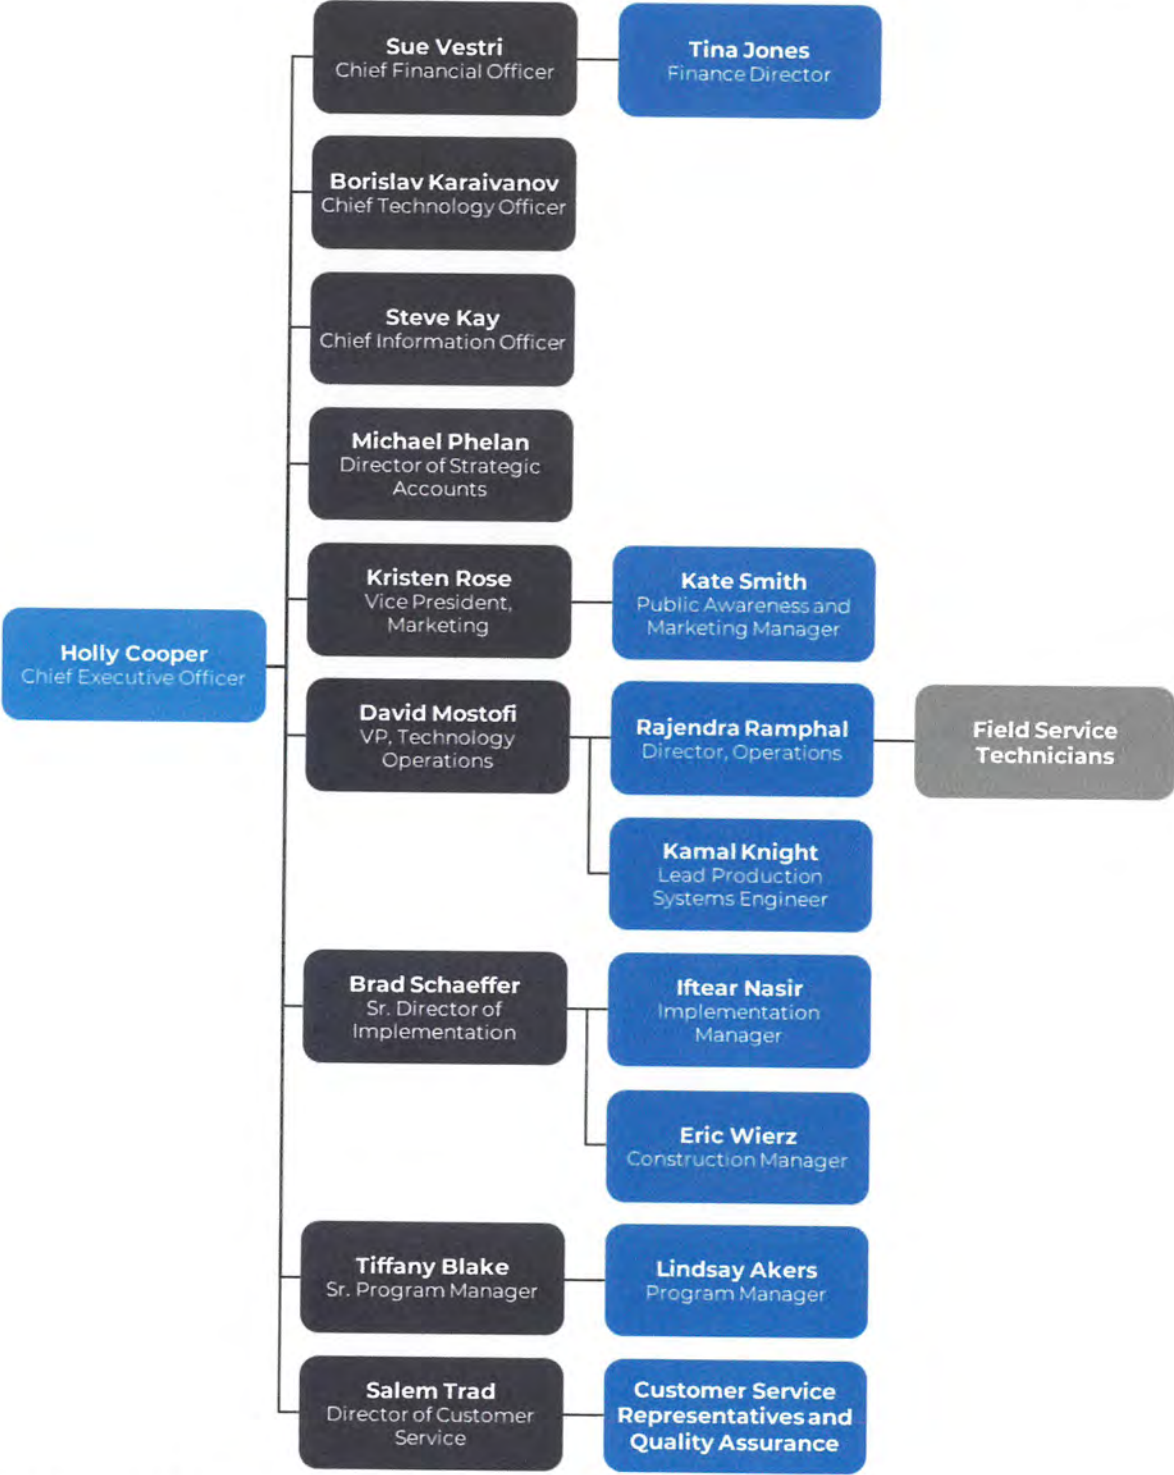 Sue Vestri
Chief Financial Officer
Tina Jones
Finance Director
Borislav Karaivanov
Chief Technology Officer
Steve Kay
Chief Information Officer
Michael Phelan
Director of Strategic
Accounts
Kristen Rose
Vice President,
Marketing
Kate Smith
Public Awareness and
Marketing Manager
Holly Cooper
Chief Executive Officer
David Mostofi
VP, Technology
Operations
Rajendra Ramphal
Director, Operations
Field Service
Technicians
Kamal Knight
Lead Production
Systems Engineer
Brad Schaeffer
Sr. Director of
Implementation
Iftear Nasir
Implementation
Manager
Eric Wierz
Construction Manager
Tiffany Blake
Sr. Program Manager
Lindsay Akers
Program Manager
Salem Trad
Director of Customer
Service
Customer Service
Representatives and
Quality Assurance